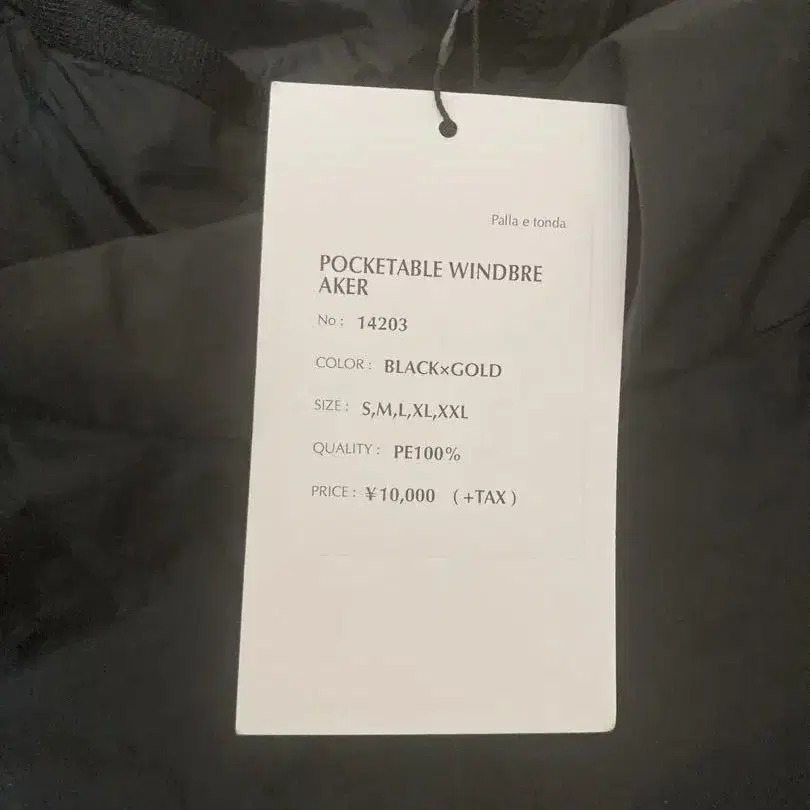 Palla e tonda
POCKETABLE WINDBRE
AKER
No : 14203
COLOR : BLACK×GOLD
SIZE : S,M,L,XL,XXL
QUALITY : PE100%
PRICE : ¥10,000 (+TAX)